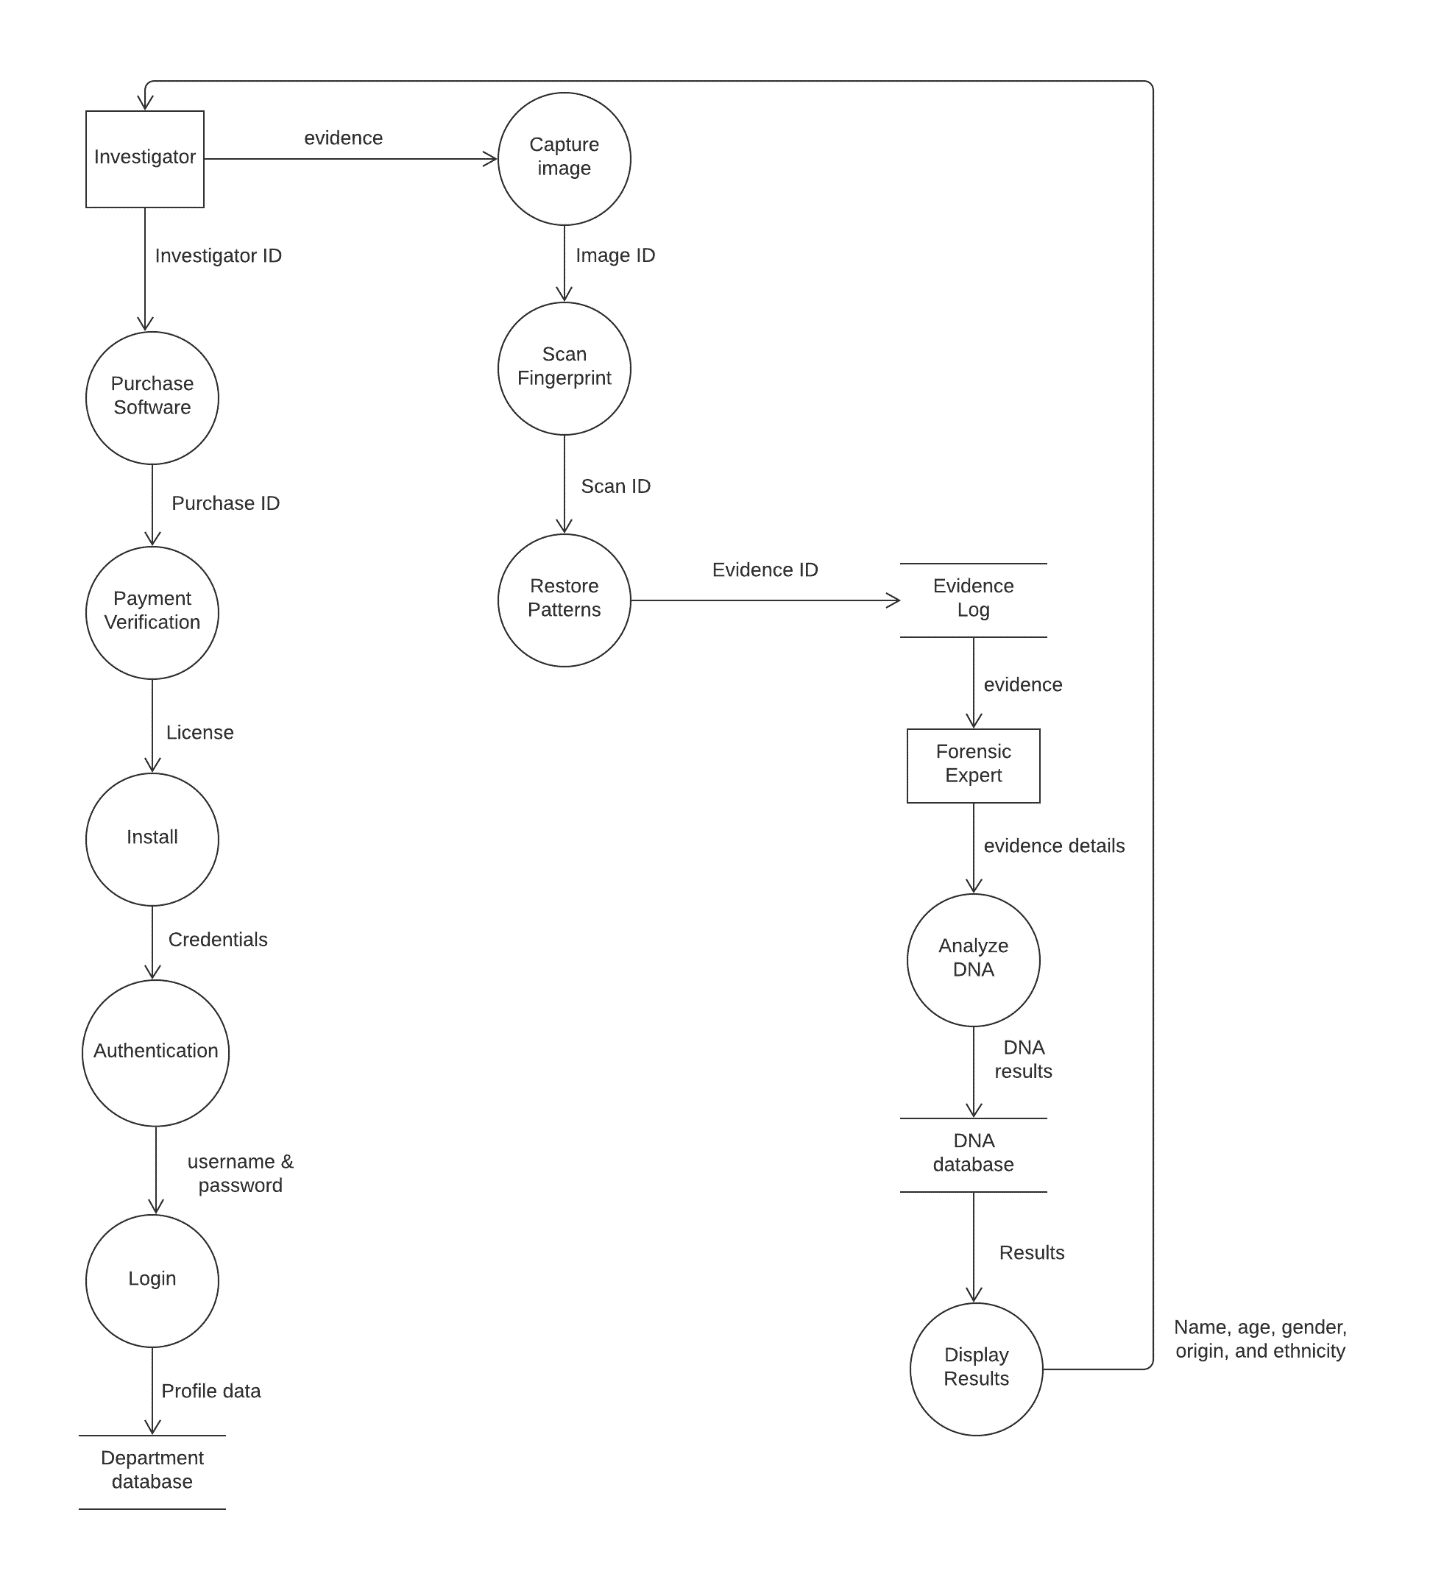 Investigator
evidence
Capture
image
Investigator ID
Image ID
Purchase
Software
Scan
Fingerprint
Purchase ID
Scan ID
Payment
Verification
Restore
Patterns
Evidence ID
Evidence
Log
evidence
License
Forensic
Expert
Install
evidence details
Credentials
Analyze
DNA
Authentication
DNA
results
username &
password
DNA
database
Login
Results
Name, age, gender,
origin, and ethnicity
Display
Results
Profile data
Department
database